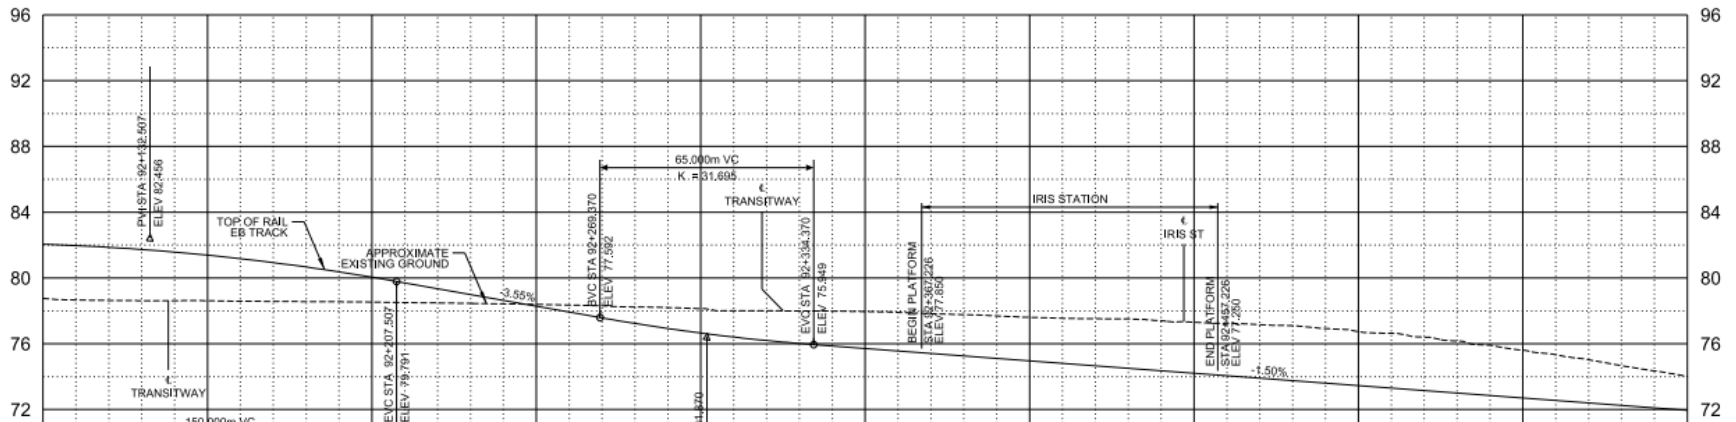 96
92
88
84
80
76
72
96
92
88
84
80
76
72
PVI STA 92+132.507
ELEV 82.456
TOP OF RAIL
EB TRACK
APPROXIMATE
EXISTING GROUND
-3.55%
℄
TRANSITWAY
150.000m VC
EVC STA 92+207.507
ELEV 79.791
BVC STA 92+269.370
ELEV 77.592
65.000m VC
K = 31.695
℄
TRANSITWAY
EVC STA 92+334.370
ELEV 75.949
BEGIN PLATFORM
STA 92+367.226
ELEV 77.850
IRIS STATION
℄
IRIS ST
END PLATFORM
STA 92+457.226
ELEV 77.250
-1.50%